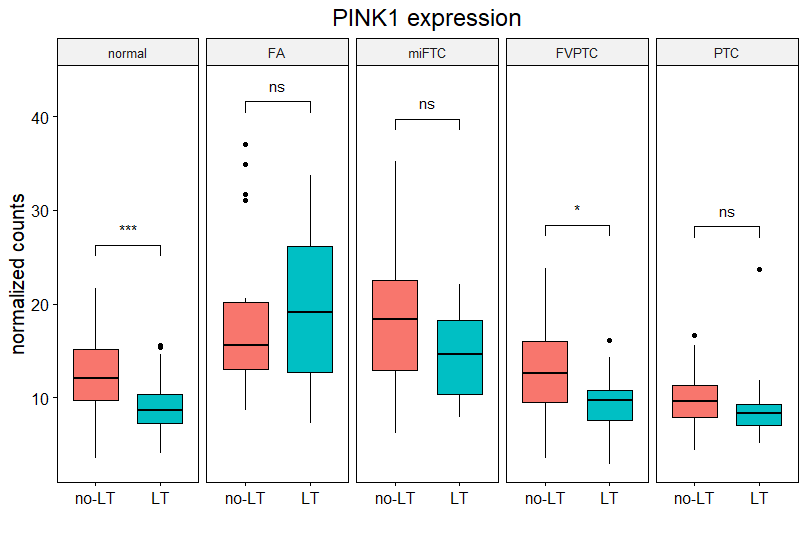 PINK1 expression
normal FA miFTC FVPTC PTC
ns
ns
40
ns
30
*
***
20
10
normalized counts
no-LT LT no-LT LT no-LT LT no-LT LT no-LT LT